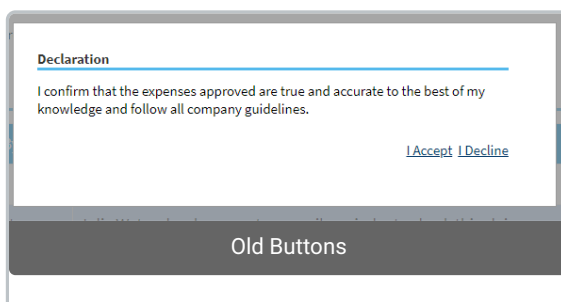 Declaration
I confirm that the expenses approved are true and accurate to the best of my
knowledge and follow all company guidelines.
I Accept I Decline
Old Buttons